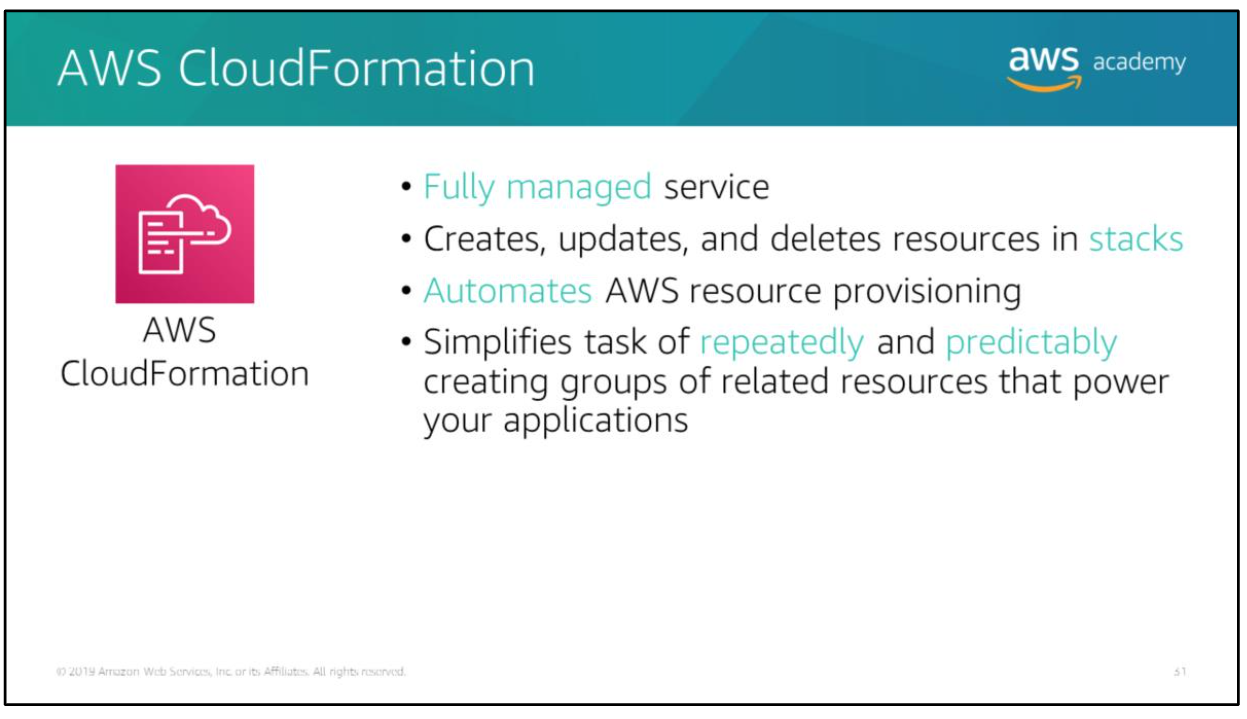 AWS CloudFormation
aws academy
AWS
CloudFormation
• Fully managed service
• Creates, updates, and deletes resources in stacks
• Automates AWS resource provisioning
• Simplifies task of repeatedly and predictably
creating groups of related resources that power
your applications
© 2019 Amazon Web Services, Inc. or its Affiliates. All rights reserved.
31